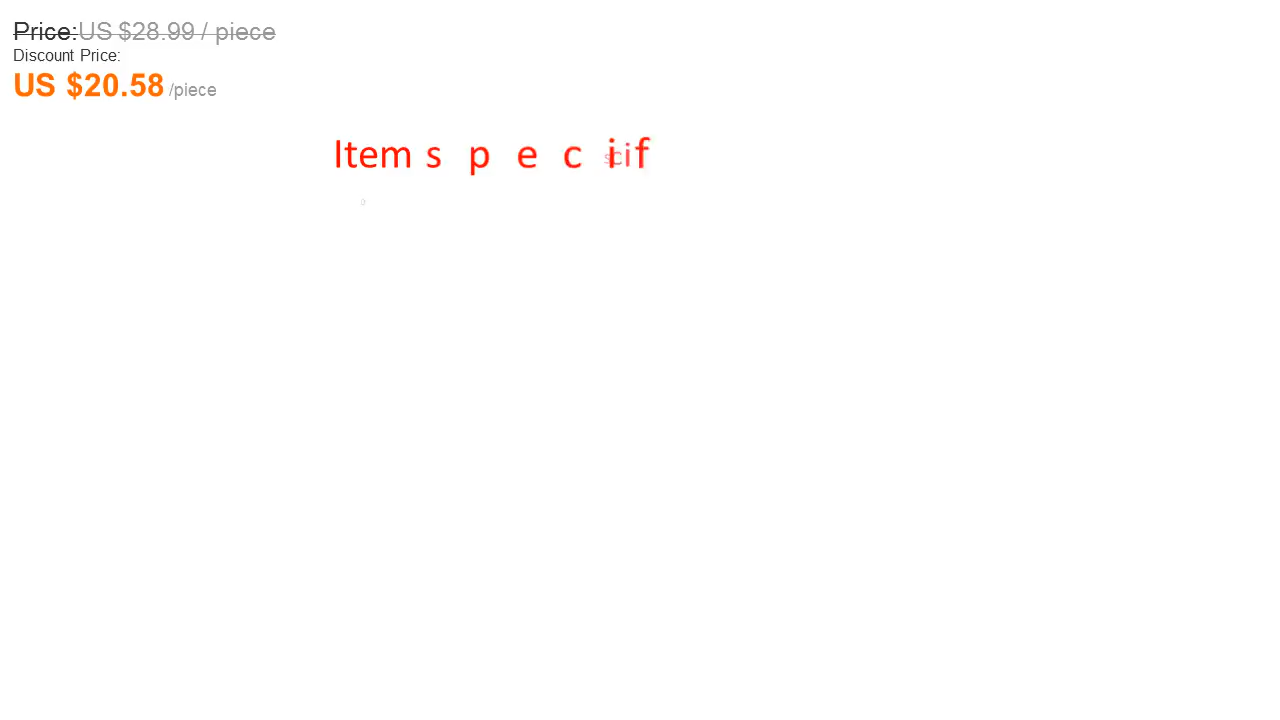 Price:US $28.99 / piece
Discount Price:
US $20.58 /piece
Item s p e c i f